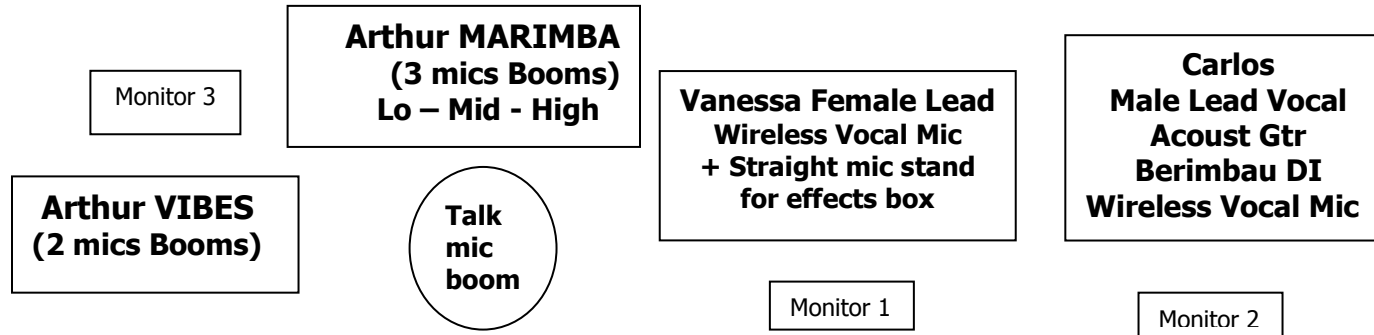 Monitor 3
Arthur MARIMBA
(3 mics Booms)
Lo – Mid - High
Vanessa Female Lead
Wireless Vocal Mic
+ Straight mic stand
for effects box
Carlos
Male Lead Vocal
Acoust Gtr
Berimbau DI
Wireless Vocal Mic
Arthur VIBES
(2 mics Booms)
Talk
mic
boom
Monitor 1
Monitor 2